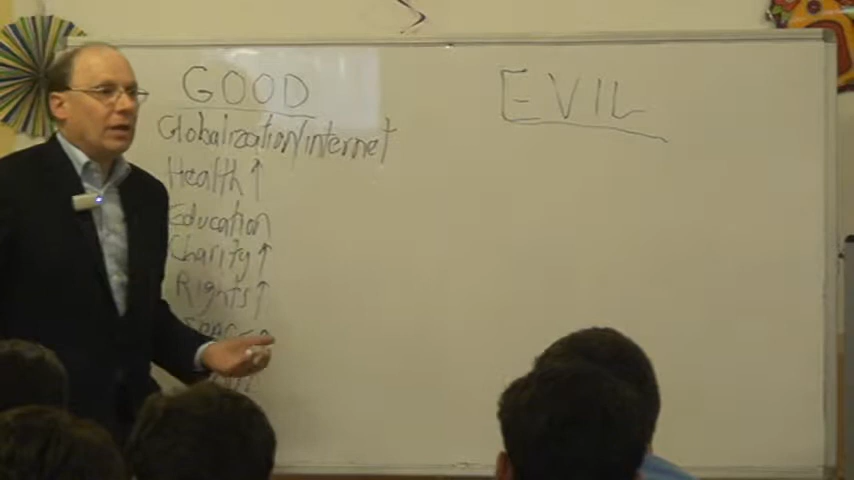 GOOD
EVIL
Globalization/internet
Health ↑
Education
Charity ↑
Rights ↑